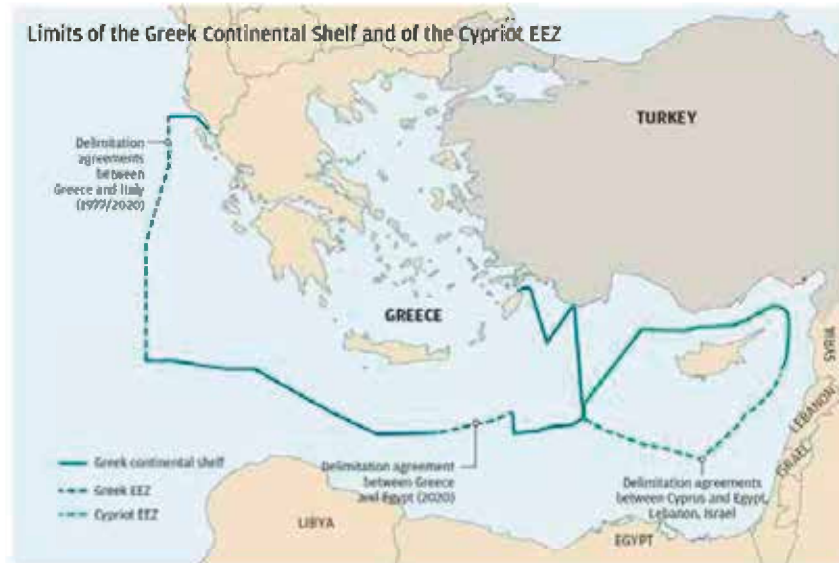 Limits of the Greek Continental Shelf and of the Cypriot EEZ
TURKEY
Delimitation
agreements
between
Greece and Italy
(1977/2020)
GREECE
SYRIA
LEBANON
ISRAEL
Greek continental shelf
Greek EEZ
Cypriot EEZ
Delimitation agreement
between Greece
and Egypt (2020)
Delimitation agreements
between Cyprus and Egypt,
Lebanon, Israel
LIBYA
EGYPT